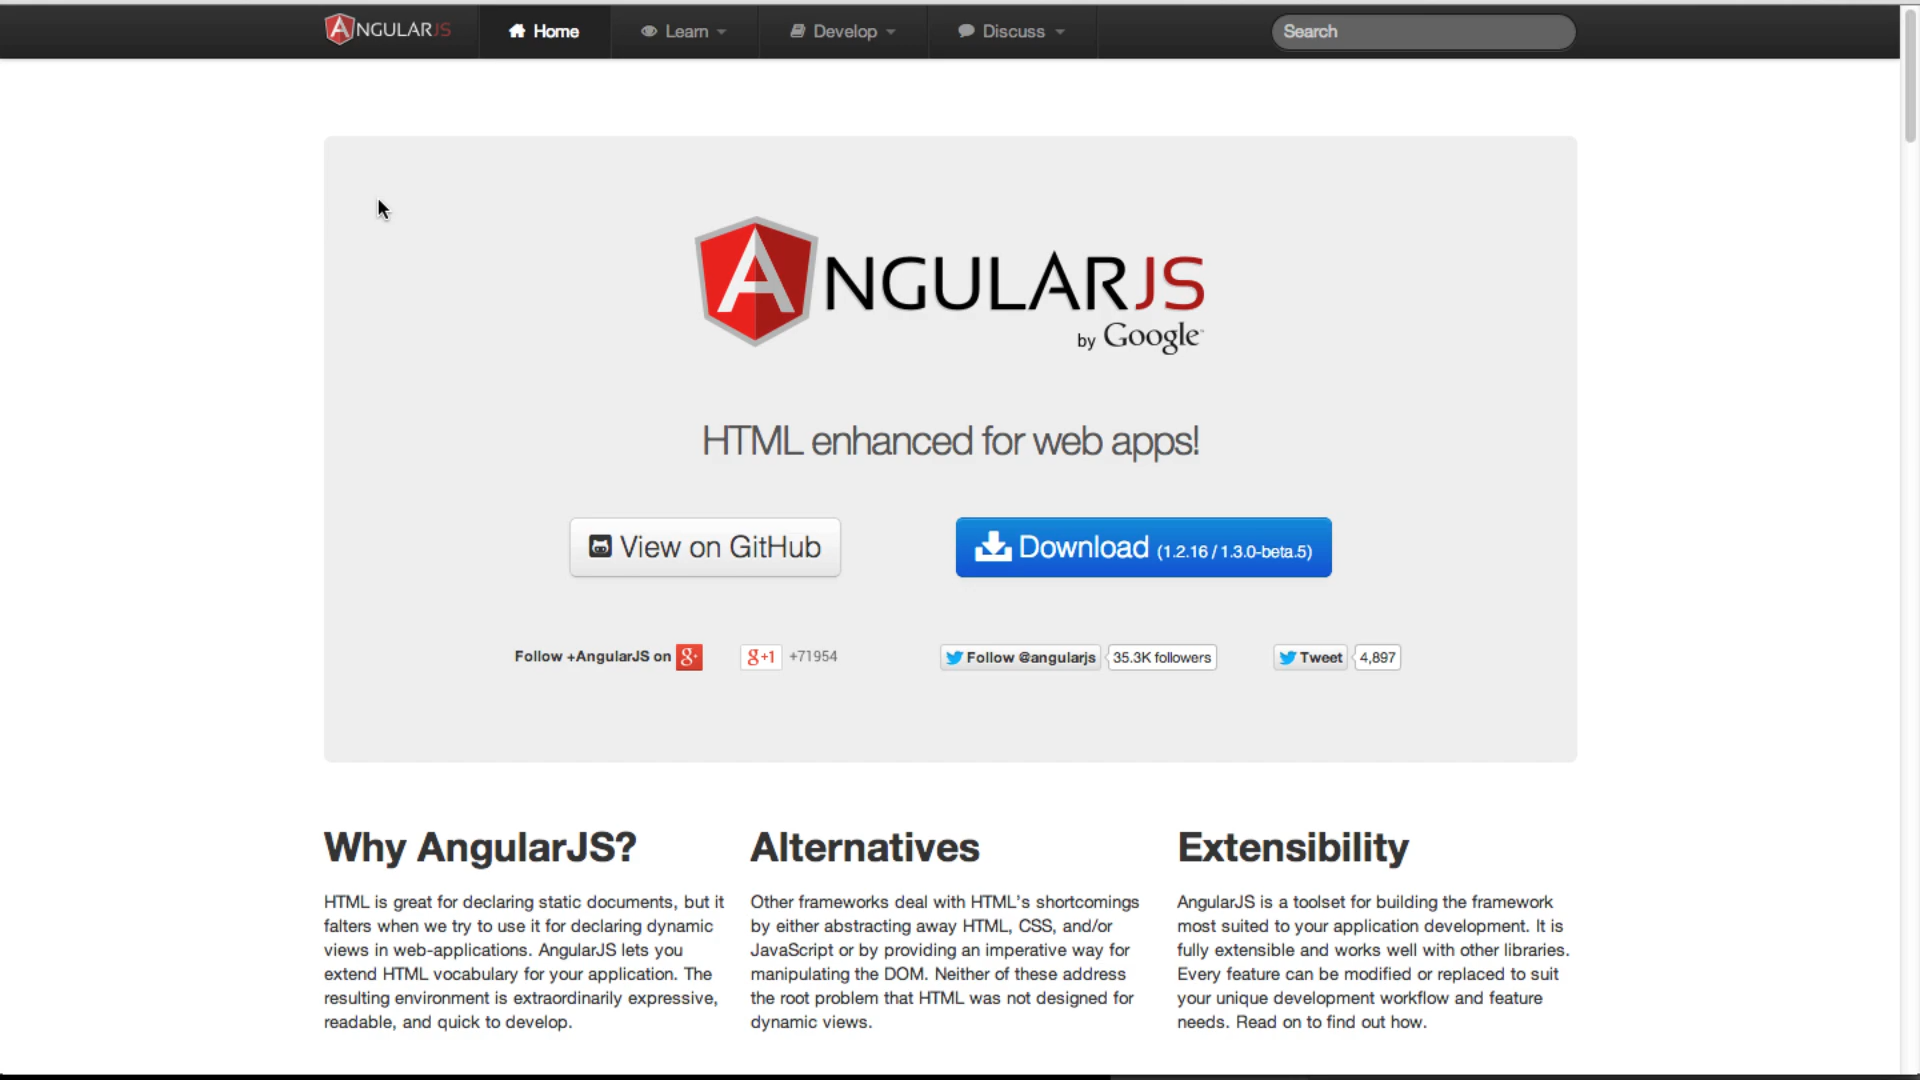 ANGULARJS Home Learn Develop Discuss Search
ANGULARJS
by Google
HTML enhanced for web apps!
View on GitHub Download (1.2.16 / 1.3.0-beta.5)
Follow +AngularJS on g+ g+1 +71954 Follow @angularjs 35.3K followers Tweet 4,897
Why AngularJS?
HTML is great for declaring static documents, but it
falters when we try to use it for declaring dynamic
views in web-applications. AngularJS lets you
extend HTML vocabulary for your application. The
resulting environment is extraordinarily expressive,
readable, and quick to develop.
Alternatives
Other frameworks deal with HTML's shortcomings
by either abstracting away HTML, CSS, and/or
JavaScript or by providing an imperative way for
manipulating the DOM. Neither of these address
the root problem that HTML was not designed for
dynamic views.
Extensibility
AngularJS is a toolset for building the framework
most suited to your application development. It is
fully extensible and works well with other libraries.
Every feature can be modified or replaced to suit
your unique development workflow and feature
needs. Read on to find out how.